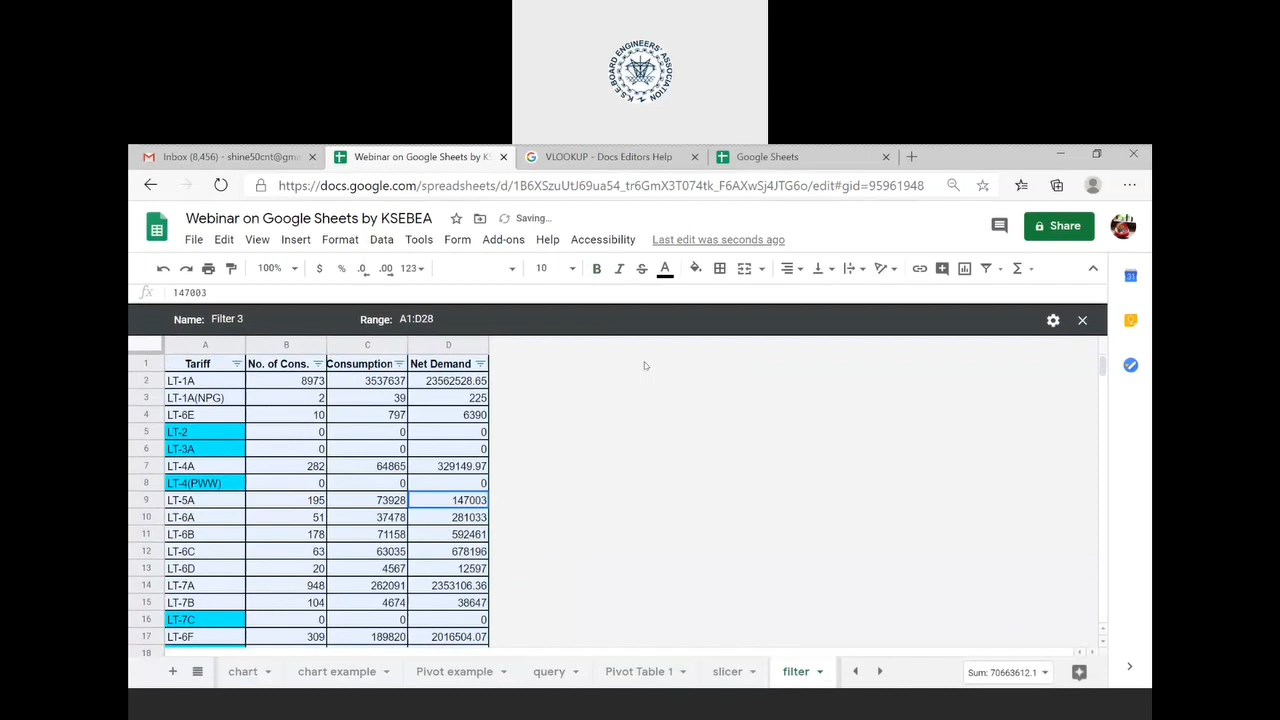 K.S.E.BOARD ENGINEERS' ASSOCIATION
Inbox (8,456) - shine50cnt@gm
Webinar on Google Sheets by KS
VLOOKUP - Docs Editors Help
Google Sheets
https://docs.google.com/spreadsheets/d/1B6XSzuUtJ69ua54_tr6GmX3T074tk_F6AXwSj4JTG6o/edit#gid=95961948
Webinar on Google Sheets by KSEBEA
Saving...
File Edit View Insert Format Data Tools Form Add-ons Help Accessibility Last edit was seconds ago
Share
100% $ % .0 .00 123 10 B I S A
fx 147003
Name: Filter 3 Range: A1:D28
A B C D
1 Tariff No. of Cons. Consumption Net Demand
2 LT-1A 8973 3537637 23562528.65
3 LT-1A(NPG) 2 39 225
4 LT-6E 10 797 6390
5 LT-2 0 0 0
6 LT-3A 0 0 0
7 LT-4A 282 64865 329149.97
8 LT-4(PWW) 0 0 0
9 LT-5A 195 73928 147003
10 LT-6A 51 37478 281033
11 LT-6B 178 71158 592461
12 LT-6C 63 63035 678196
13 LT-6D 20 4567 12597
14 LT-7A 948 262091 2353106.36
15 LT-7B 104 4674 38647
16 LT-7C 0 0 0
17 LT-6F 309 189820 2016504.07
18
chart chart example Pivot example query Pivot Table 1 slicer filter Sum: 70663612.1